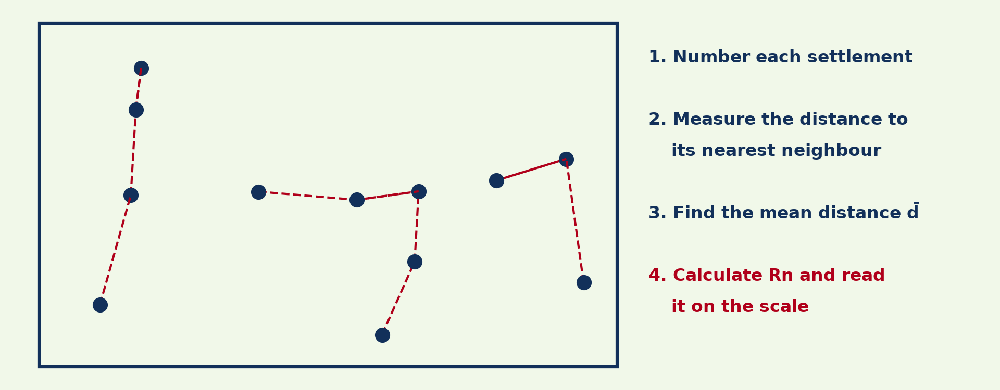 1. Number each settlement
2. Measure the distance to
its nearest neighbour
3. Find the mean distance d̄
4. Calculate Rn and read
it on the scale